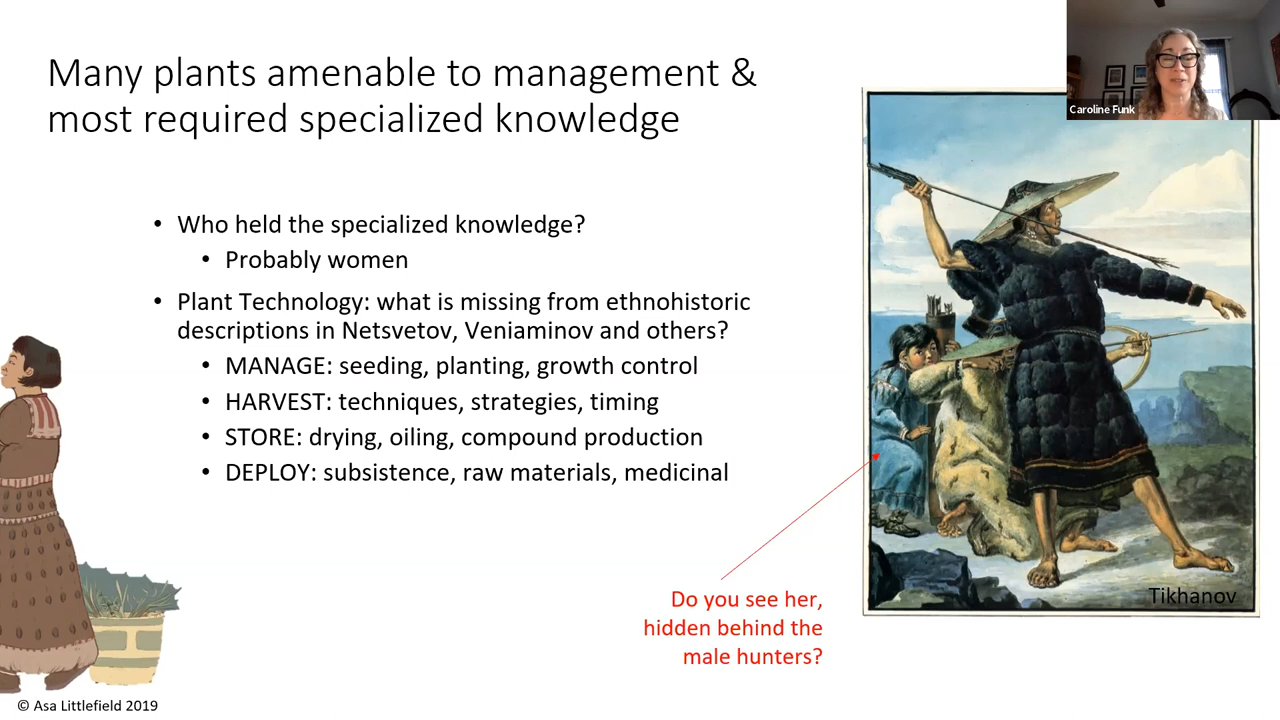 Many plants amenable to management &
most required specialized knowledge
Caroline Funk
• Who held the specialized knowledge?
• Probably women
• Plant Technology: what is missing from ethnohistoric
descriptions in Netsvetov, Veniaminov and others?
• MANAGE: seeding, planting, growth control
• HARVEST: techniques, strategies, timing
• STORE: drying, oiling, compound production
• DEPLOY: subsistence, raw materials, medicinal
Tikhanov
Do you see her,
hidden behind the
male hunters?
© Asa Littlefield 2019